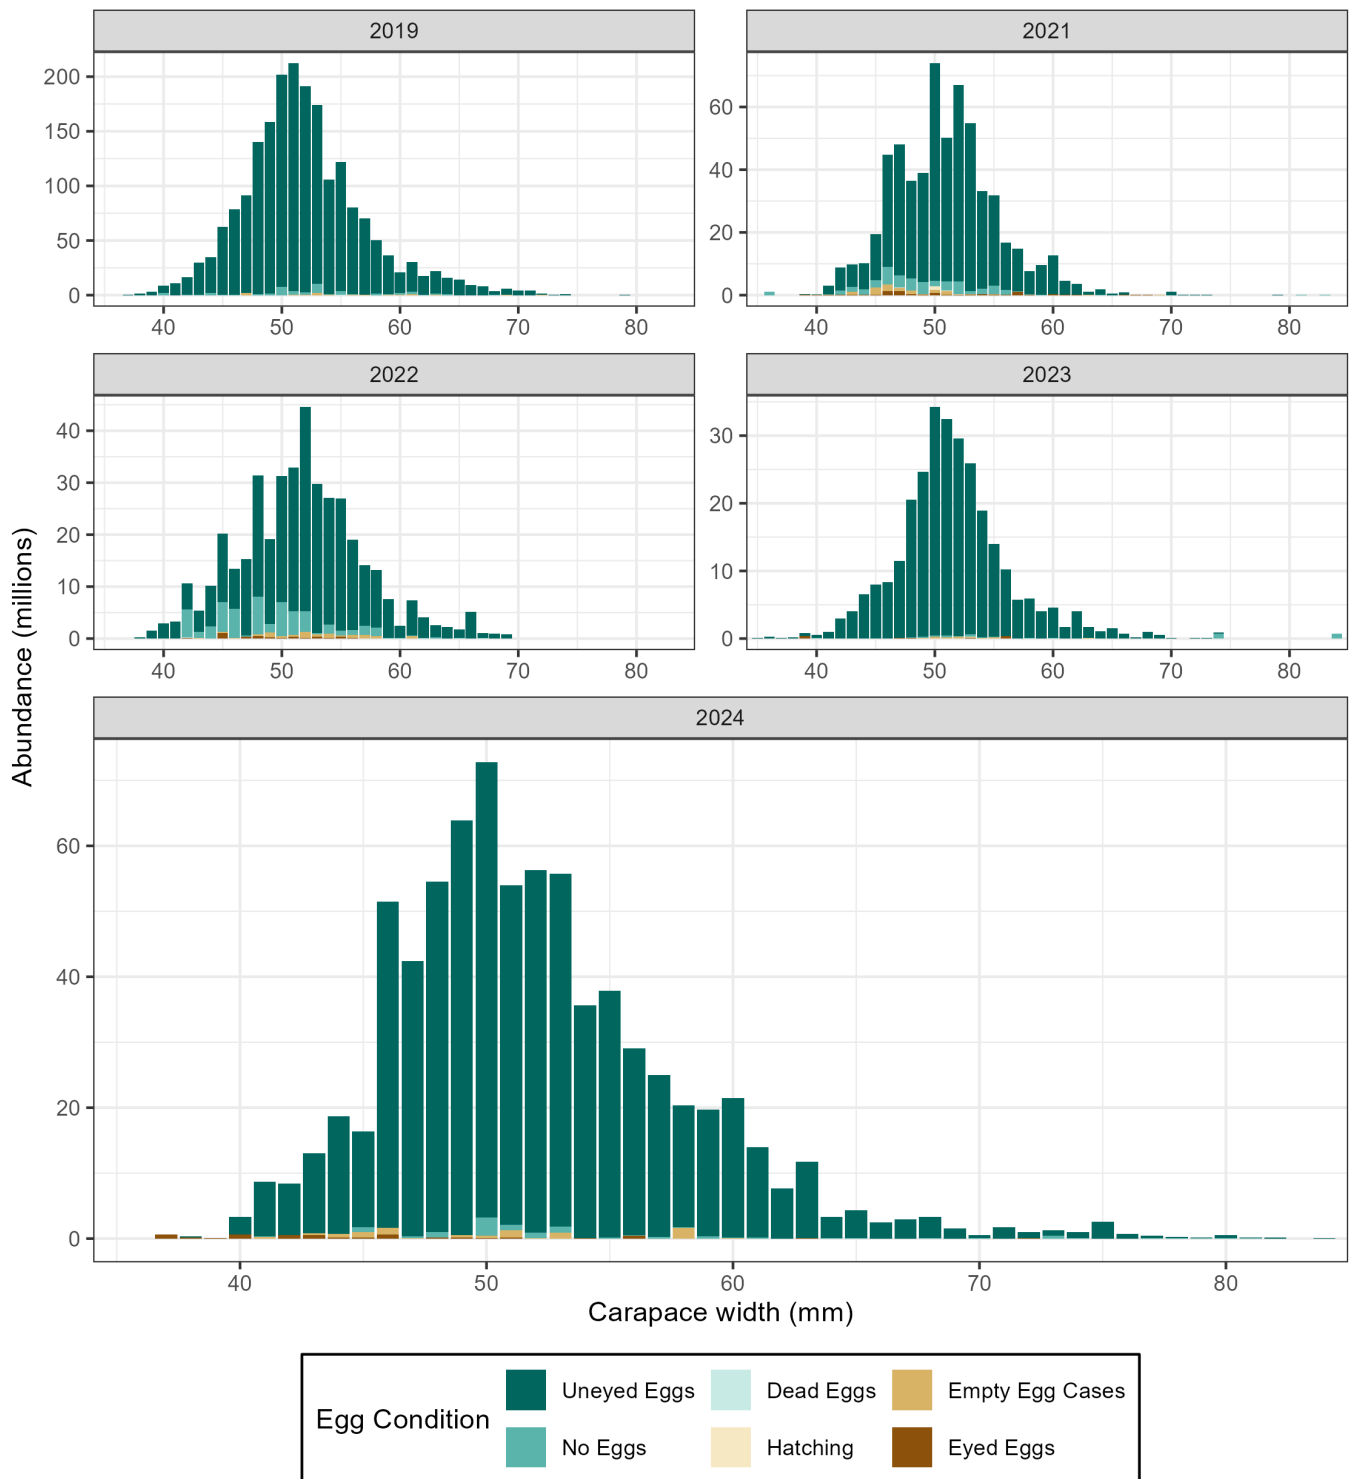 2019
2021
200
150
100
50
0
60
40
20
0
40 50 60 70 80
40 50 60 70 80
2022
2023
40
30
20
10
0
30
20
10
0
40 50 60 70 80
40 50 60 70 80
Abundance (millions)
2024
60
40
20
0
40 50 60 70 80
Carapace width (mm)
Egg Condition
Uneyed Eggs
Dead Eggs
Empty Egg Cases
No Eggs
Hatching
Eyed Eggs